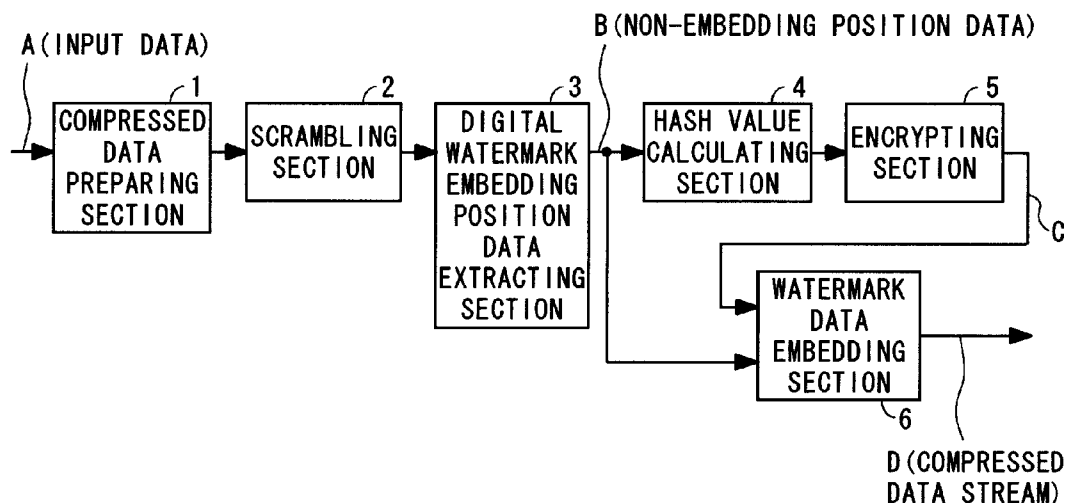 A(INPUT DATA)
B(NON-EMBEDDING POSITION DATA)
1
COMPRESSED
DATA
PREPARING
SECTION
2
SCRAMBLING
SECTION
3
DIGITAL
WATERMARK
EMBEDDING
POSITION
DATA
EXTRACTING
SECTION
4
HASH VALUE
CALCULATING
SECTION
5
ENCRYPTING
SECTION
C
WATERMARK
DATA
EMBEDDING
SECTION
6
D(COMPRESSED
DATA STREAM)